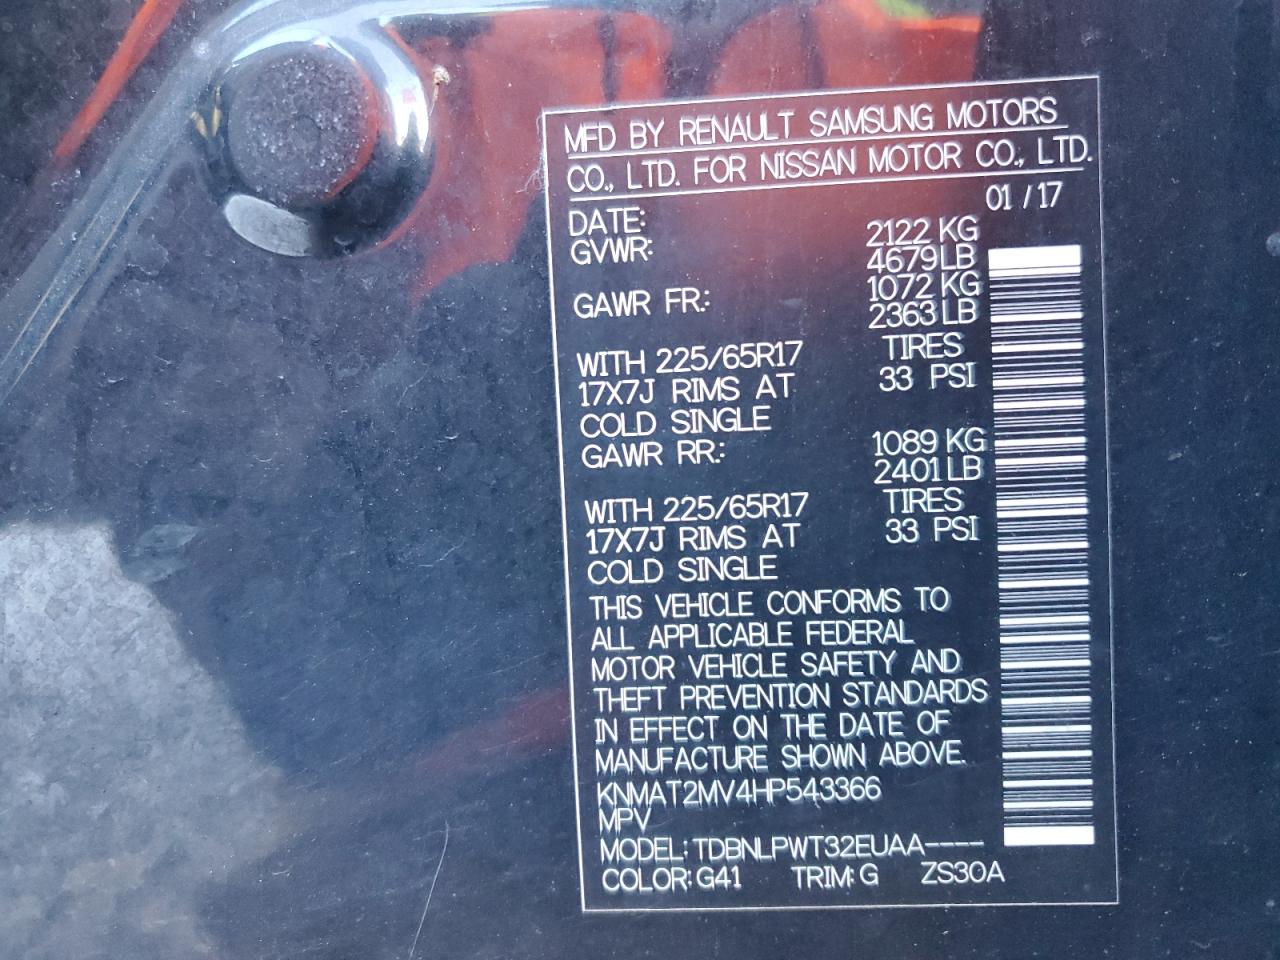 MFD BY RENAULT SAMSUNG MOTORS
CO., LTD. FOR NISSAN MOTOR CO., LTD.
DATE: 01 / 17
GVWR: 2122 KG
4679 LB
GAWR FR.: 1072 KG
2363 LB
WITH 225/65R17 TIRES
17X7J RIMS AT 33 PSI
COLD SINGLE
GAWR RR.: 1089 KG
2401 LB
WITH 225/65R17 TIRES
17X7J RIMS AT 33 PSI
COLD SINGLE
THIS VEHICLE CONFORMS TO
ALL APPLICABLE FEDERAL
MOTOR VEHICLE SAFETY AND
THEFT PREVENTION STANDARDS
IN EFFECT ON THE DATE OF
MANUFACTURE SHOWN ABOVE.
KNMAT2MV4HP543366
MPV
MODEL: TDBNLPWT32EUAA----
COLOR: G41 TRIM: G ZS30A